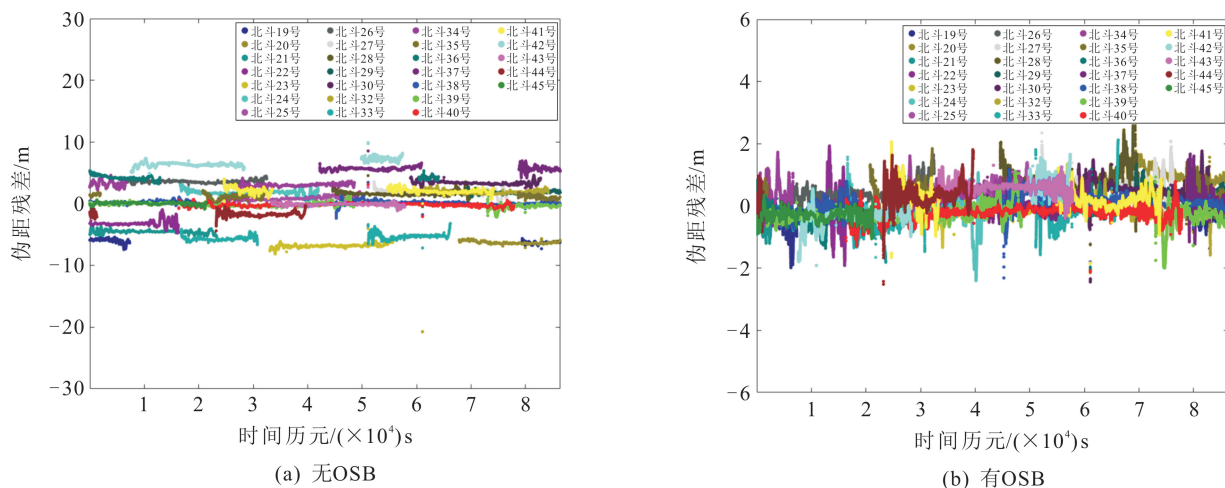 30
20
10
0
−10
−20
−30
伪距残差/m
北斗19号 北斗26号 北斗34号 北斗41号
北斗20号 北斗27号 北斗35号 北斗42号
北斗21号 北斗28号 北斗36号 北斗43号
北斗22号 北斗29号 北斗37号 北斗44号
北斗23号 北斗30号 北斗38号 北斗45号
北斗24号 北斗32号 北斗39号
北斗25号 北斗33号 北斗40号
1 2 3 4 5 6 7 8
时间历元/(×10⁴)s
(a) 无OSB
6
4
2
0
−2
−4
−6
伪距残差/m
北斗19号 北斗26号 北斗34号 北斗41号
北斗20号 北斗27号 北斗35号 北斗42号
北斗21号 北斗28号 北斗36号 北斗43号
北斗22号 北斗29号 北斗37号 北斗44号
北斗23号 北斗30号 北斗38号 北斗45号
北斗24号 北斗32号 北斗39号
北斗25号 北斗33号 北斗40号
1 2 3 4 5 6 7 8
时间历元/(×10⁴)s
(b) 有OSB